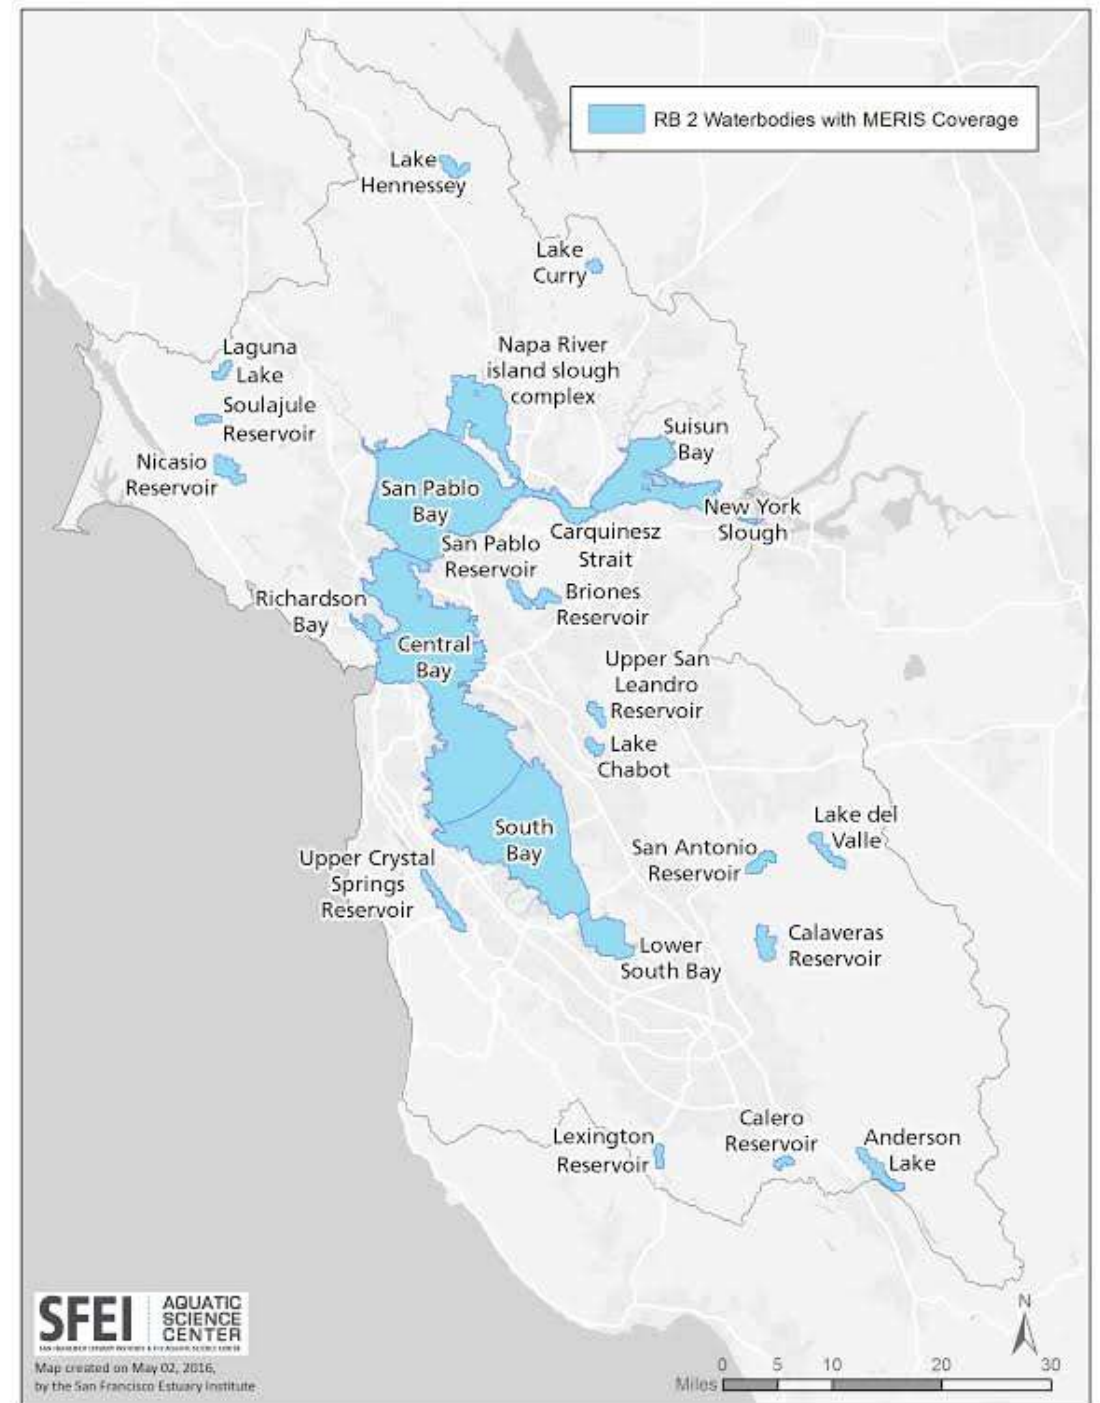 RB 2 Waterbodies with MERIS Coverage
Lake
Hennessey
Lake
Curry
Napa River
island slough
complex
Laguna
Lake
Soulajule
Reservoir
Nicasio
Reservoir
Suisun
Bay
San Pablo
Bay
New York
Slough
Carquinesz
Strait
San Pablo
Reservoir
Briones
Reservoir
Richardson
Bay
Central
Bay
Upper San
Leandro
Reservoir
Lake
Chabot
Lake del
Valle
South
Bay
San Antonio
Reservoir
Upper Crystal
Springs
Reservoir
Calaveras
Reservoir
Lower
South Bay
Lexington
Reservoir
Calero
Reservoir
Anderson
Lake
SFEI
AQUATIC
SCIENCE
CENTER
Map created on May 02, 2016,
by the San Francisco Estuary Institute
N
0 5 10 20 30
Miles